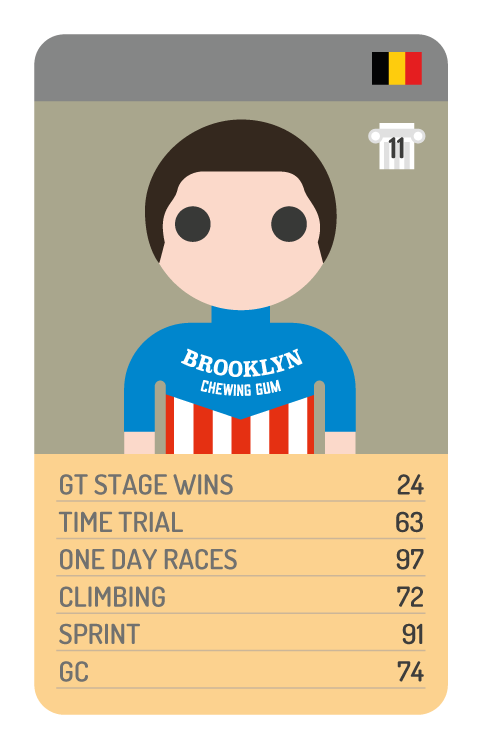 11
BROOKLYN
CHEWING GUM
GT STAGE WINS 24
TIME TRIAL 63
ONE DAY RACES 97
CLIMBING 72
SPRINT 91
GC 74